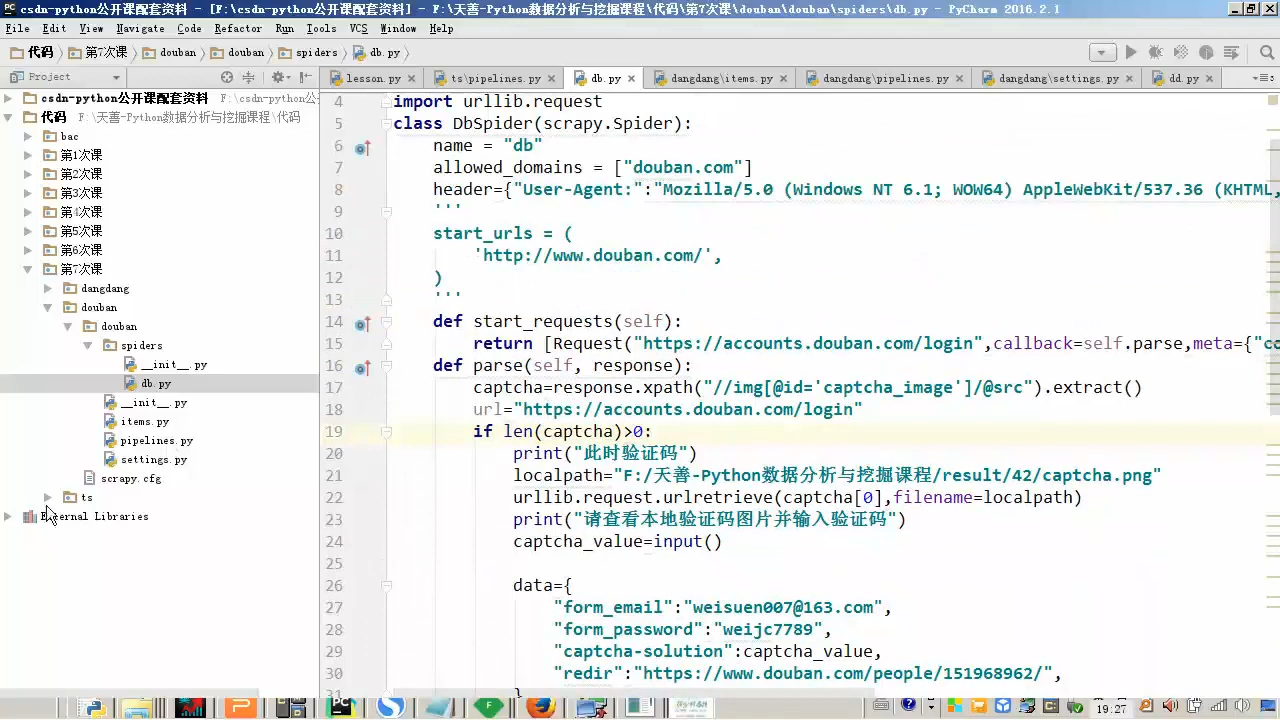 csdn-python公开课配套资料 - [F:\csdn-python公开课配套资料] - F:\天善-Python数据分析与挖掘课程\代码\第7次课\douban\douban\spiders\db.py - PyCharm 2016.2.1
File Edit View Navigate Code Refactor Run Tools VCS Window Help
代码 第7次课 douban douban spiders db.py
Project
lesson.py ts\pipelines.py db.py dangdang\items.py dangdang\pipelines.py dangdang\settings.py dd.py
csdn-python公开课配套资料 F:\csdn-python公
代码 F:\天善-Python数据分析与挖掘课程\代码
bac
第1次课
第2次课
第3次课
第4次课
第5次课
第6次课
第7次课
dangdang
douban
douban
spiders
__init__.py
db.py
__init__.py
items.py
pipelines.py
settings.py
scrapy.cfg
ts
External Libraries
4 import urllib.request
5 class DbSpider(scrapy.Spider):
6 name = "db"
7 allowed_domains = ["douban.com"]
8 header={"User-Agent:":"Mozilla/5.0 (Windows NT 6.1; WOW64) AppleWebKit/537.36 (KHTML,
9 '''
10 start_urls = (
11 'http://www.douban.com/',
12 )
13 '''
14 def start_requests(self):
15 return [Request("https://accounts.douban.com/login",callback=self.parse,meta={"co
16 def parse(self, response):
17 captcha=response.xpath("//img[@id='captcha_image']/@src").extract()
18 url="https://accounts.douban.com/login"
19 if len(captcha)>0:
20 print("此时验证码")
21 localpath="F:/天善-Python数据分析与挖掘课程/result/42/captcha.png"
22 urllib.request.urlretrieve(captcha[0],filename=localpath)
23 print("请查看本地验证码图片并输入验证码")
24 captcha_value=input()
25
26 data={
27 "form_email":"weisuen007@163.com",
28 "form_password":"weijc7789",
29 "captcha-solution":captcha_value,
30 "redir":"https://www.douban.com/people/151968962/",
31 }
19:27